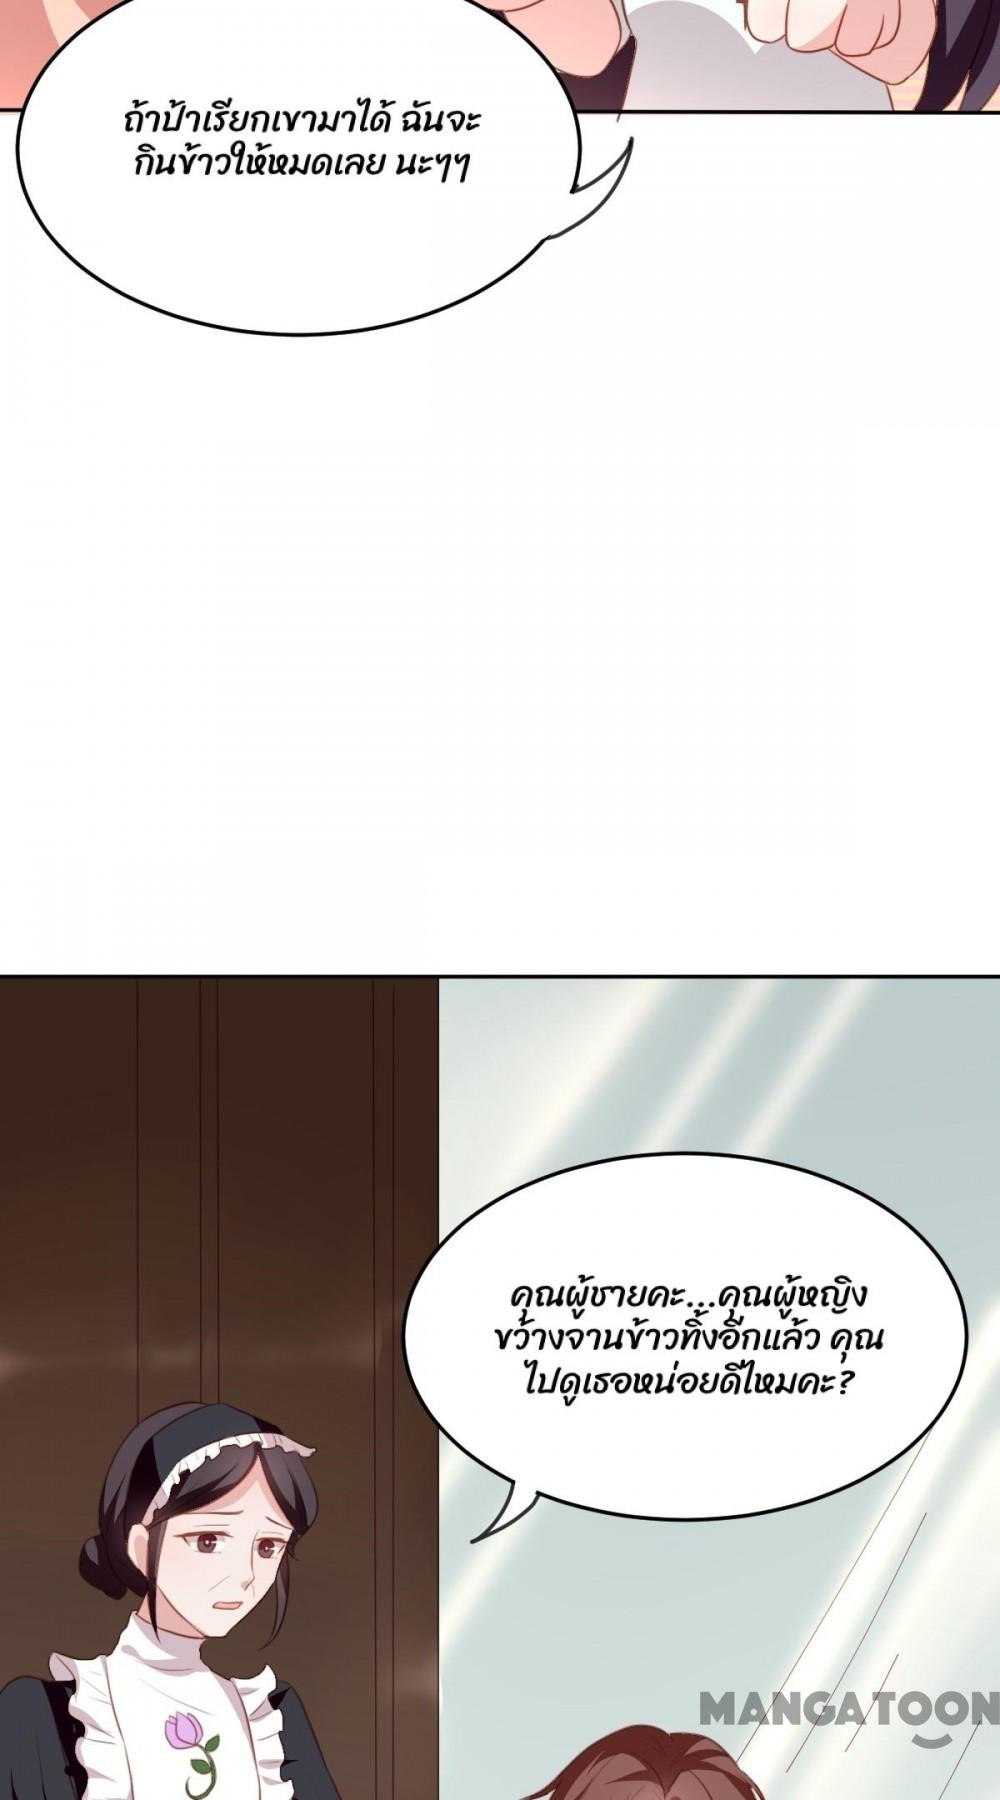 ถ้าป้าเรียกเขามาได้ ฉันจะ
กินข้าวให้หมดเลย นะๆๆ
คุณผู้ชายคะ...คุณผู้หญิง
ขว้างจานข้าวทิ้งอีกแล้ว คุณ
ไปดูเธอหน่อยดีไหมคะ?
MANGATOON